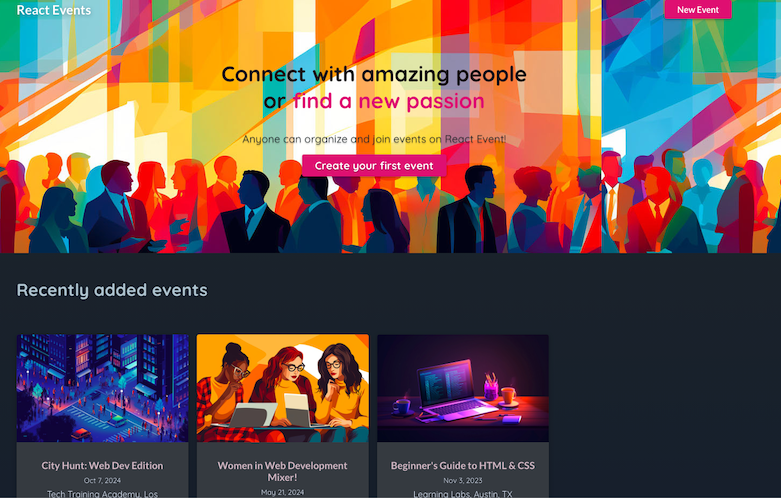 React Events
New Event
Connect with amazing people
or find a new passion
Anyone can organize and join events on React Event!
Create your first event
Recently added events
City Hunt: Web Dev Edition
Oct 7, 2024
Tech Training Academy, Los
Women in Web Development
Mixer!
May 21, 2024
Beginner's Guide to HTML & CSS
Nov 3, 2023
Learning Labs, Austin, TX